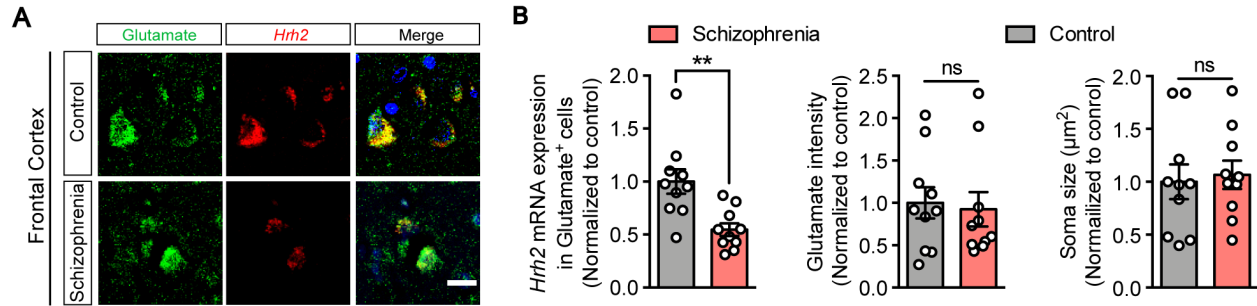 A
Glutamate
Hrh2
Merge
Frontal Cortex
Control
Schizophrenia
B
Schizophrenia
Control
Hrh2 mRNA expression
in Glutamate+ cells
(Normalized to control)
2.0
1.5
1.0
0.5
0.0
**
Glutamate intensity
(Normalized to control)
2.5
2.0
1.5
1.0
0.5
0.0
ns
Soma size (μm²)
(Normailized to conrol)
2.0
1.5
1.0
0.5
0.0
ns